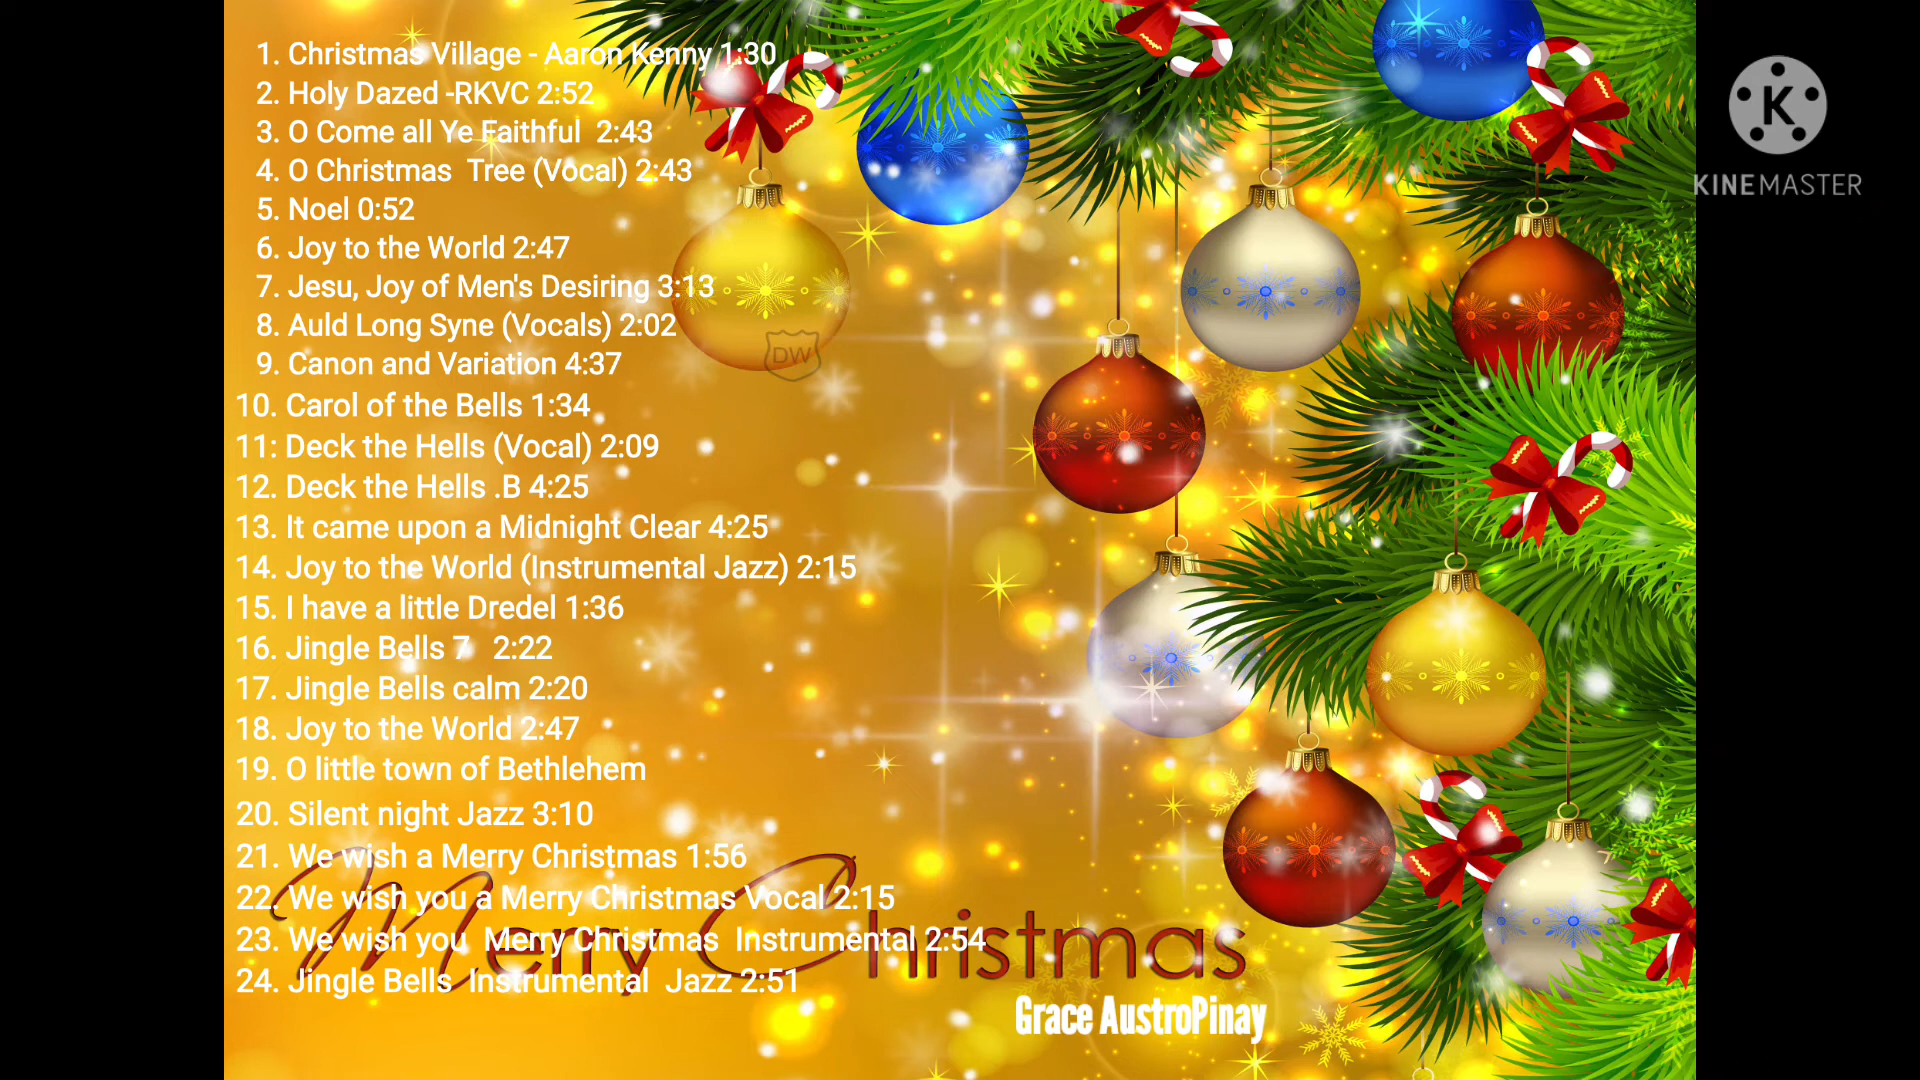 1. Christmas Village - Aaron Kenny 1:30
2. Holy Dazed -RKVC 2:52
3. O Come all Ye Faithful 2:43
4. O Christmas Tree (Vocal) 2:43
5. Noel 0:52
6. Joy to the World 2:47
7. Jesu, Joy of Men's Desiring 3:13
8. Auld Long Syne (Vocals) 2:02
9. Canon and Variation 4:37
10. Carol of the Bells 1:34
11: Deck the Hells (Vocal) 2:09
12. Deck the Hells .B 4:25
13. It came upon a Midnight Clear 4:25
14. Joy to the World (Instrumental Jazz) 2:15
15. I have a little Dredel 1:36
16. Jingle Bells 7 2:22
17. Jingle Bells calm 2:20
18. Joy to the World 2:47
19. O little town of Bethlehem
20. Silent night Jazz 3:10
21. We wish a Merry Christmas 1:56
22. We wish you a Merry Christmas Vocal 2:15
23. We wish you Merry Christmas Instrumental 2:54
24. Jingle Bells Instrumental Jazz 2:51
Merry Christmas
Grace AustroPinay
DW
K
KINEMASTER